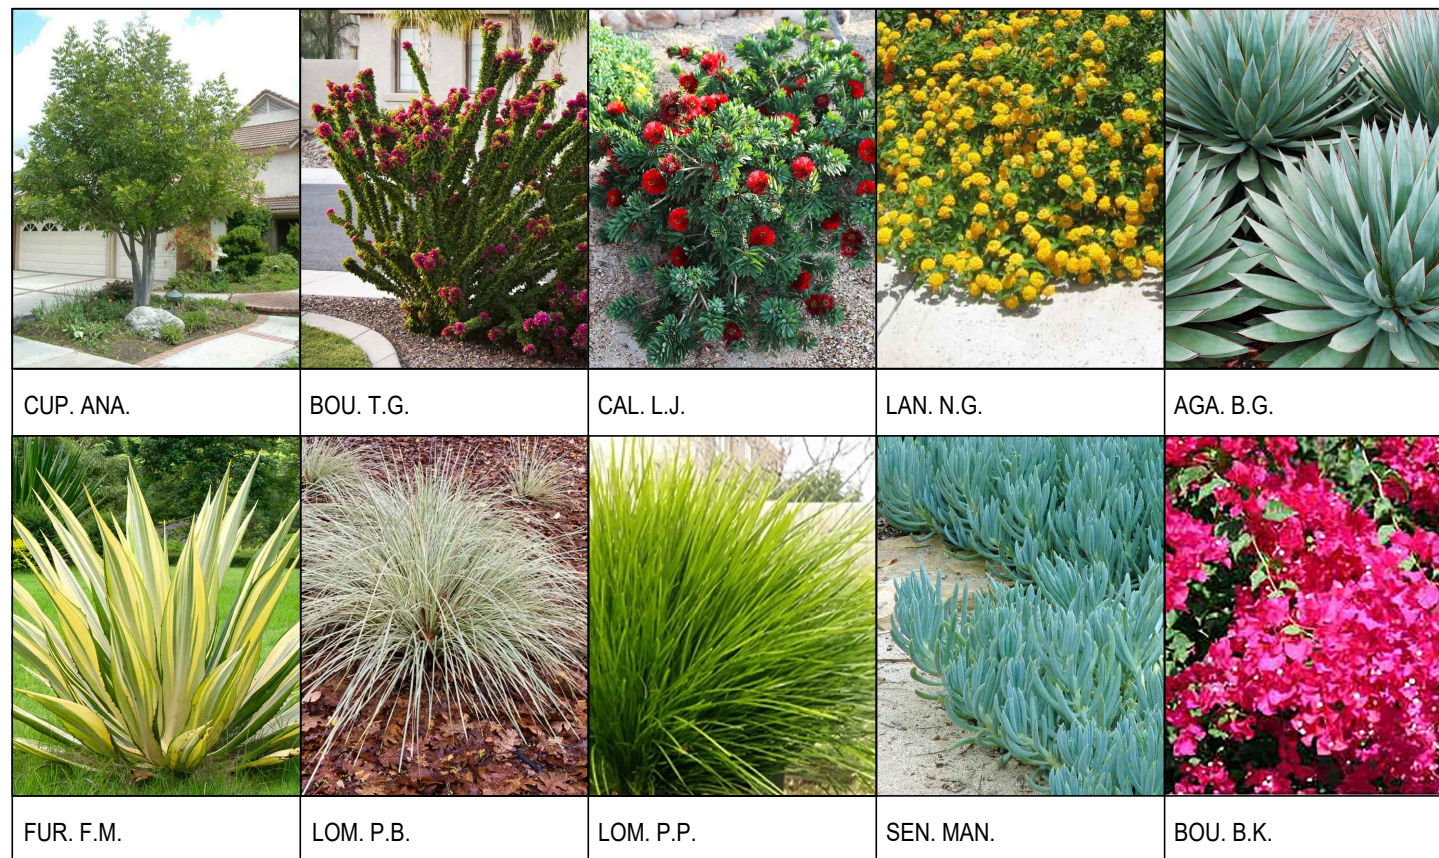 CUP. ANA.
BOU. T.G.
CAL. L.J.
LAN. N.G.
AGA. B.G.
FUR. F.M.
LOM. P.B.
LOM. P.P.
SEN. MAN.
BOU. B.K.